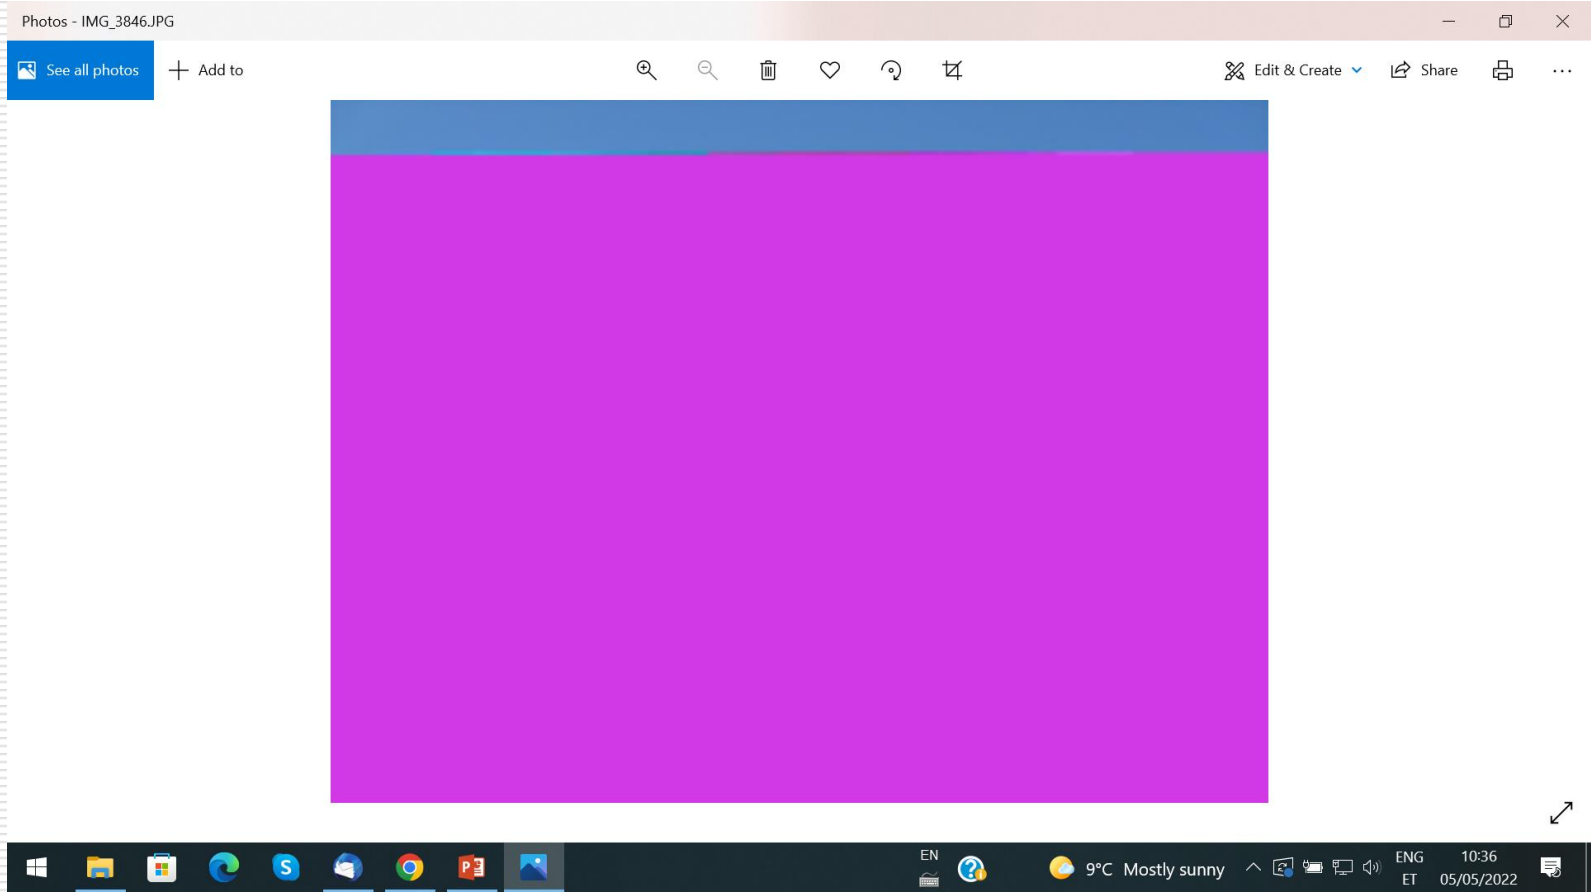 Photos - IMG_3846.JPG
See all photos
Add to
Edit & Create
Share
EN
9°C Mostly sunny
ENG
ET
10:36
05/05/2022